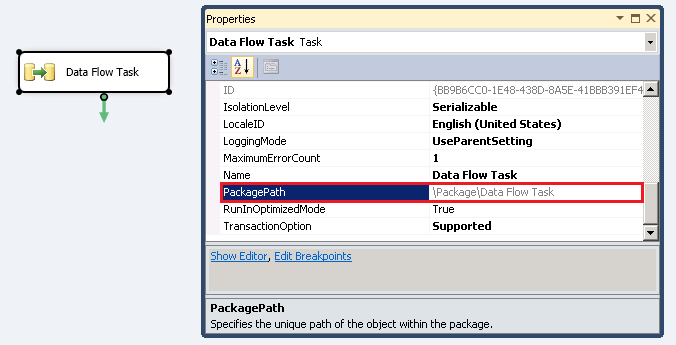 Data Flow Task
Properties
Data Flow Task Task
ID {BB9B6CC0-1E48-438D-8A5E-41BBB391EF4
IsolationLevel Serializable
LocaleID English (United States)
LoggingMode UseParentSetting
MaximumErrorCount 1
Name Data Flow Task
PackagePath \Package\Data Flow Task
RunInOptimizedMode True
TransactionOption Supported
Show Editor, Edit Breakpoints
PackagePath
Specifies the unique path of the object within the package.